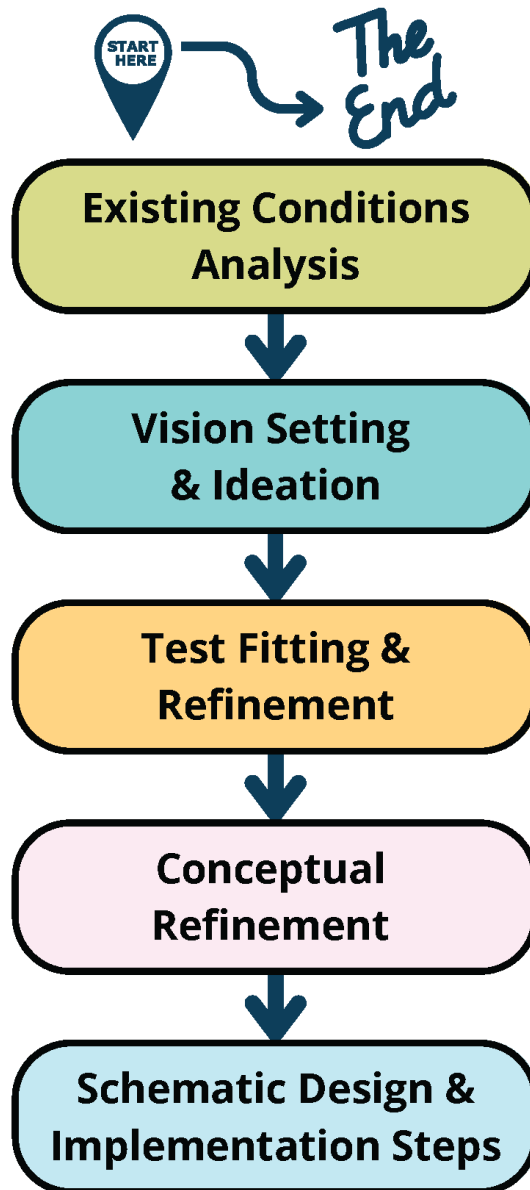 START
HERE
The
End
Existing Conditions
Analysis
Vision Setting
& Ideation
Test Fitting &
Refinement
Conceptual
Refinement
Schematic Design &
Implementation Steps